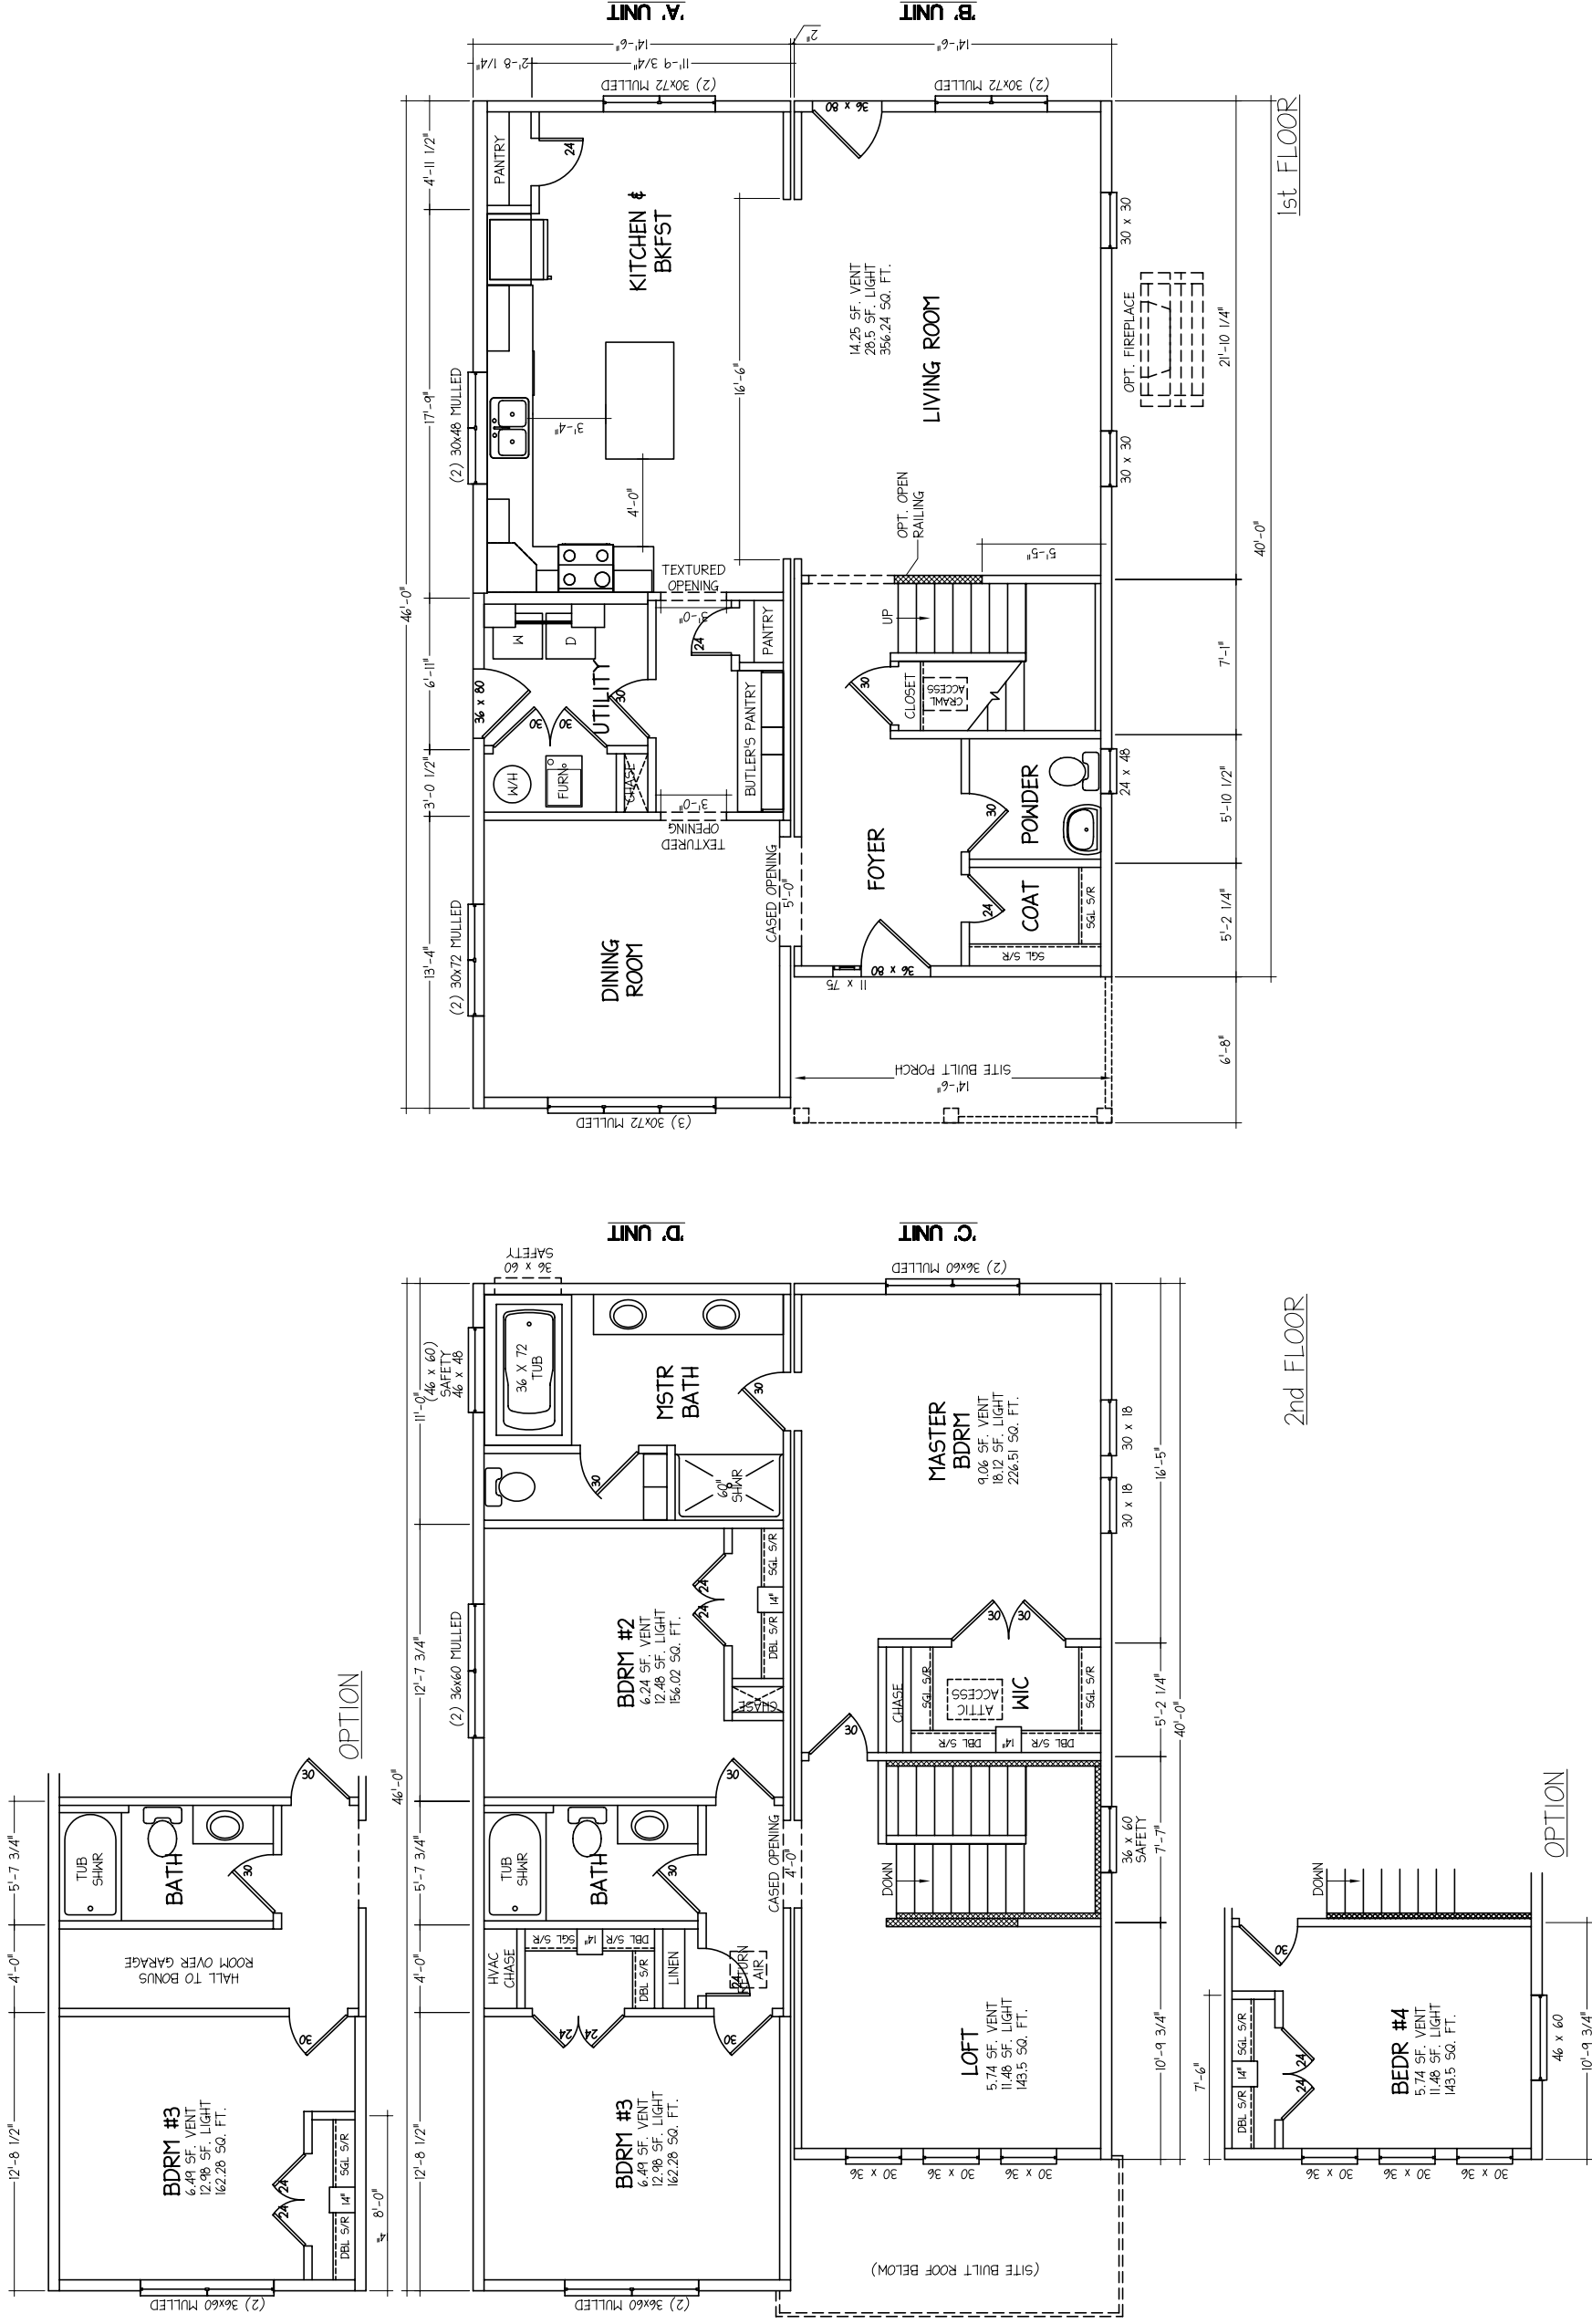 1st FLOOR
'A' UNIT
'B' UNIT
14'-6"
14'-6"
2"
2'-8 1/4"
11'-9 3/4"
(2) 30x72 MULLED
(2) 30x72 MULLED
46'-0"
4'-11 1/2"
17'-9"
6'-11"
3'-0 1/2"
13'-4"
(2) 30x48 MULLED
(2) 30x72 MULLED
(3) 30x72 MULLED
PANTRY
24
KITCHEN &
BKFST
3'-4"
4'-0"
16'-6"
36 x 80
14.25 SF. VENT
28.5 SF. LIGHT
356.24 SQ. FT.
LIVING ROOM
30 x 30
30 x 30
OPT. FIREPLACE
21'-10 1/4"
40'-0"
OPT. OPEN
RAILING
5'-5"
TEXTURED
OPENING
3'-0"
24
PANTRY
BUTLER'S PANTRY
36 x 80
30
30
UTILITY
30
D
FURN
CHASE
3'-0"
TEXTURED
OPENING
CASED OPENING
5'-0"
DINING
ROOM
UP
30
CLOSET
CRAWL
ACCESS
7'-1"
FOYER
30
POWDER
24 x 48
5'-10 1/2"
24
COAT
SGL S/R
SGL S/R
5'-2 1/4"
36 x 80
11 x 75
SITE BUILT PORCH
14'-6"
6'-8"
2nd FLOOR
'D' UNIT
'C' UNIT
36 x 60
SAFETY
(2) 36x60 MULLED
46'-0"
11'-0"
12'-7 3/4"
5'-7 3/4"
4'-0"
12'-8 1/2"
(46 x 60)
SAFETY
46 x 48
(2) 36x60 MULLED
36 X 72
TUB
MSTR
BATH
30
30
60"
SHWR
MASTER
BDRM
9.06 SF. VENT
18.12 SF. LIGHT
226.51 SQ. FT.
30 x 18
30 x 18
16'-5"
BDRM #2
6.24 SF. VENT
12.48 SF. LIGHT
156.02 SQ. FT.
24
24
DBL S/R
14"
SGL S/R
CHASE
30
30
30
CHASE
SGL S/R
ATTIC
ACCESS
WIC
SGL S/R
DBL S/R
14"
DBL S/R
5'-2 1/4"
40'-0"
30
TUB
SHWR
BATH
30
CASED OPENING
4'-0"
DOWN
36 x 60
SAFETY
7'-7"
HVAC
CHASE
SGL S/R
14"
DBL S/R
DBL S/R
LINEN
24
RETURN
AIR
24
24
30
BDRM #3
6.49 SF. VENT
12.98 SF. LIGHT
162.28 SQ. FT.
(2) 36x60 MULLED
LOFT
5.74 SF. VENT
11.48 SF. LIGHT
143.5 SQ. FT.
10'-9 3/4"
30 x 36
30 x 36
30 x 36
(SITE BUILT ROOF BELOW)
OPTION
5'-7 3/4"
4'-0"
12'-8 1/2"
TUB
SHWR
BATH
30
30
HALL TO BONUS
ROOM OVER GARAGE
30
BDRM #3
6.49 SF. VENT
12.98 SF. LIGHT
162.28 SQ. FT.
24
24
DBL S/R
14"
SGL S/R
8'-0"
(2) 36x60 MULLED
OPTION
DOWN
30
7'-6"
DBL S/R
14"
SGL S/R
24
24
BEDR #4
5.74 SF. VENT
11.48 SF. LIGHT
143.5 SQ. FT.
46 x 60
10'-9 3/4"
30 x 36
30 x 36
30 x 36